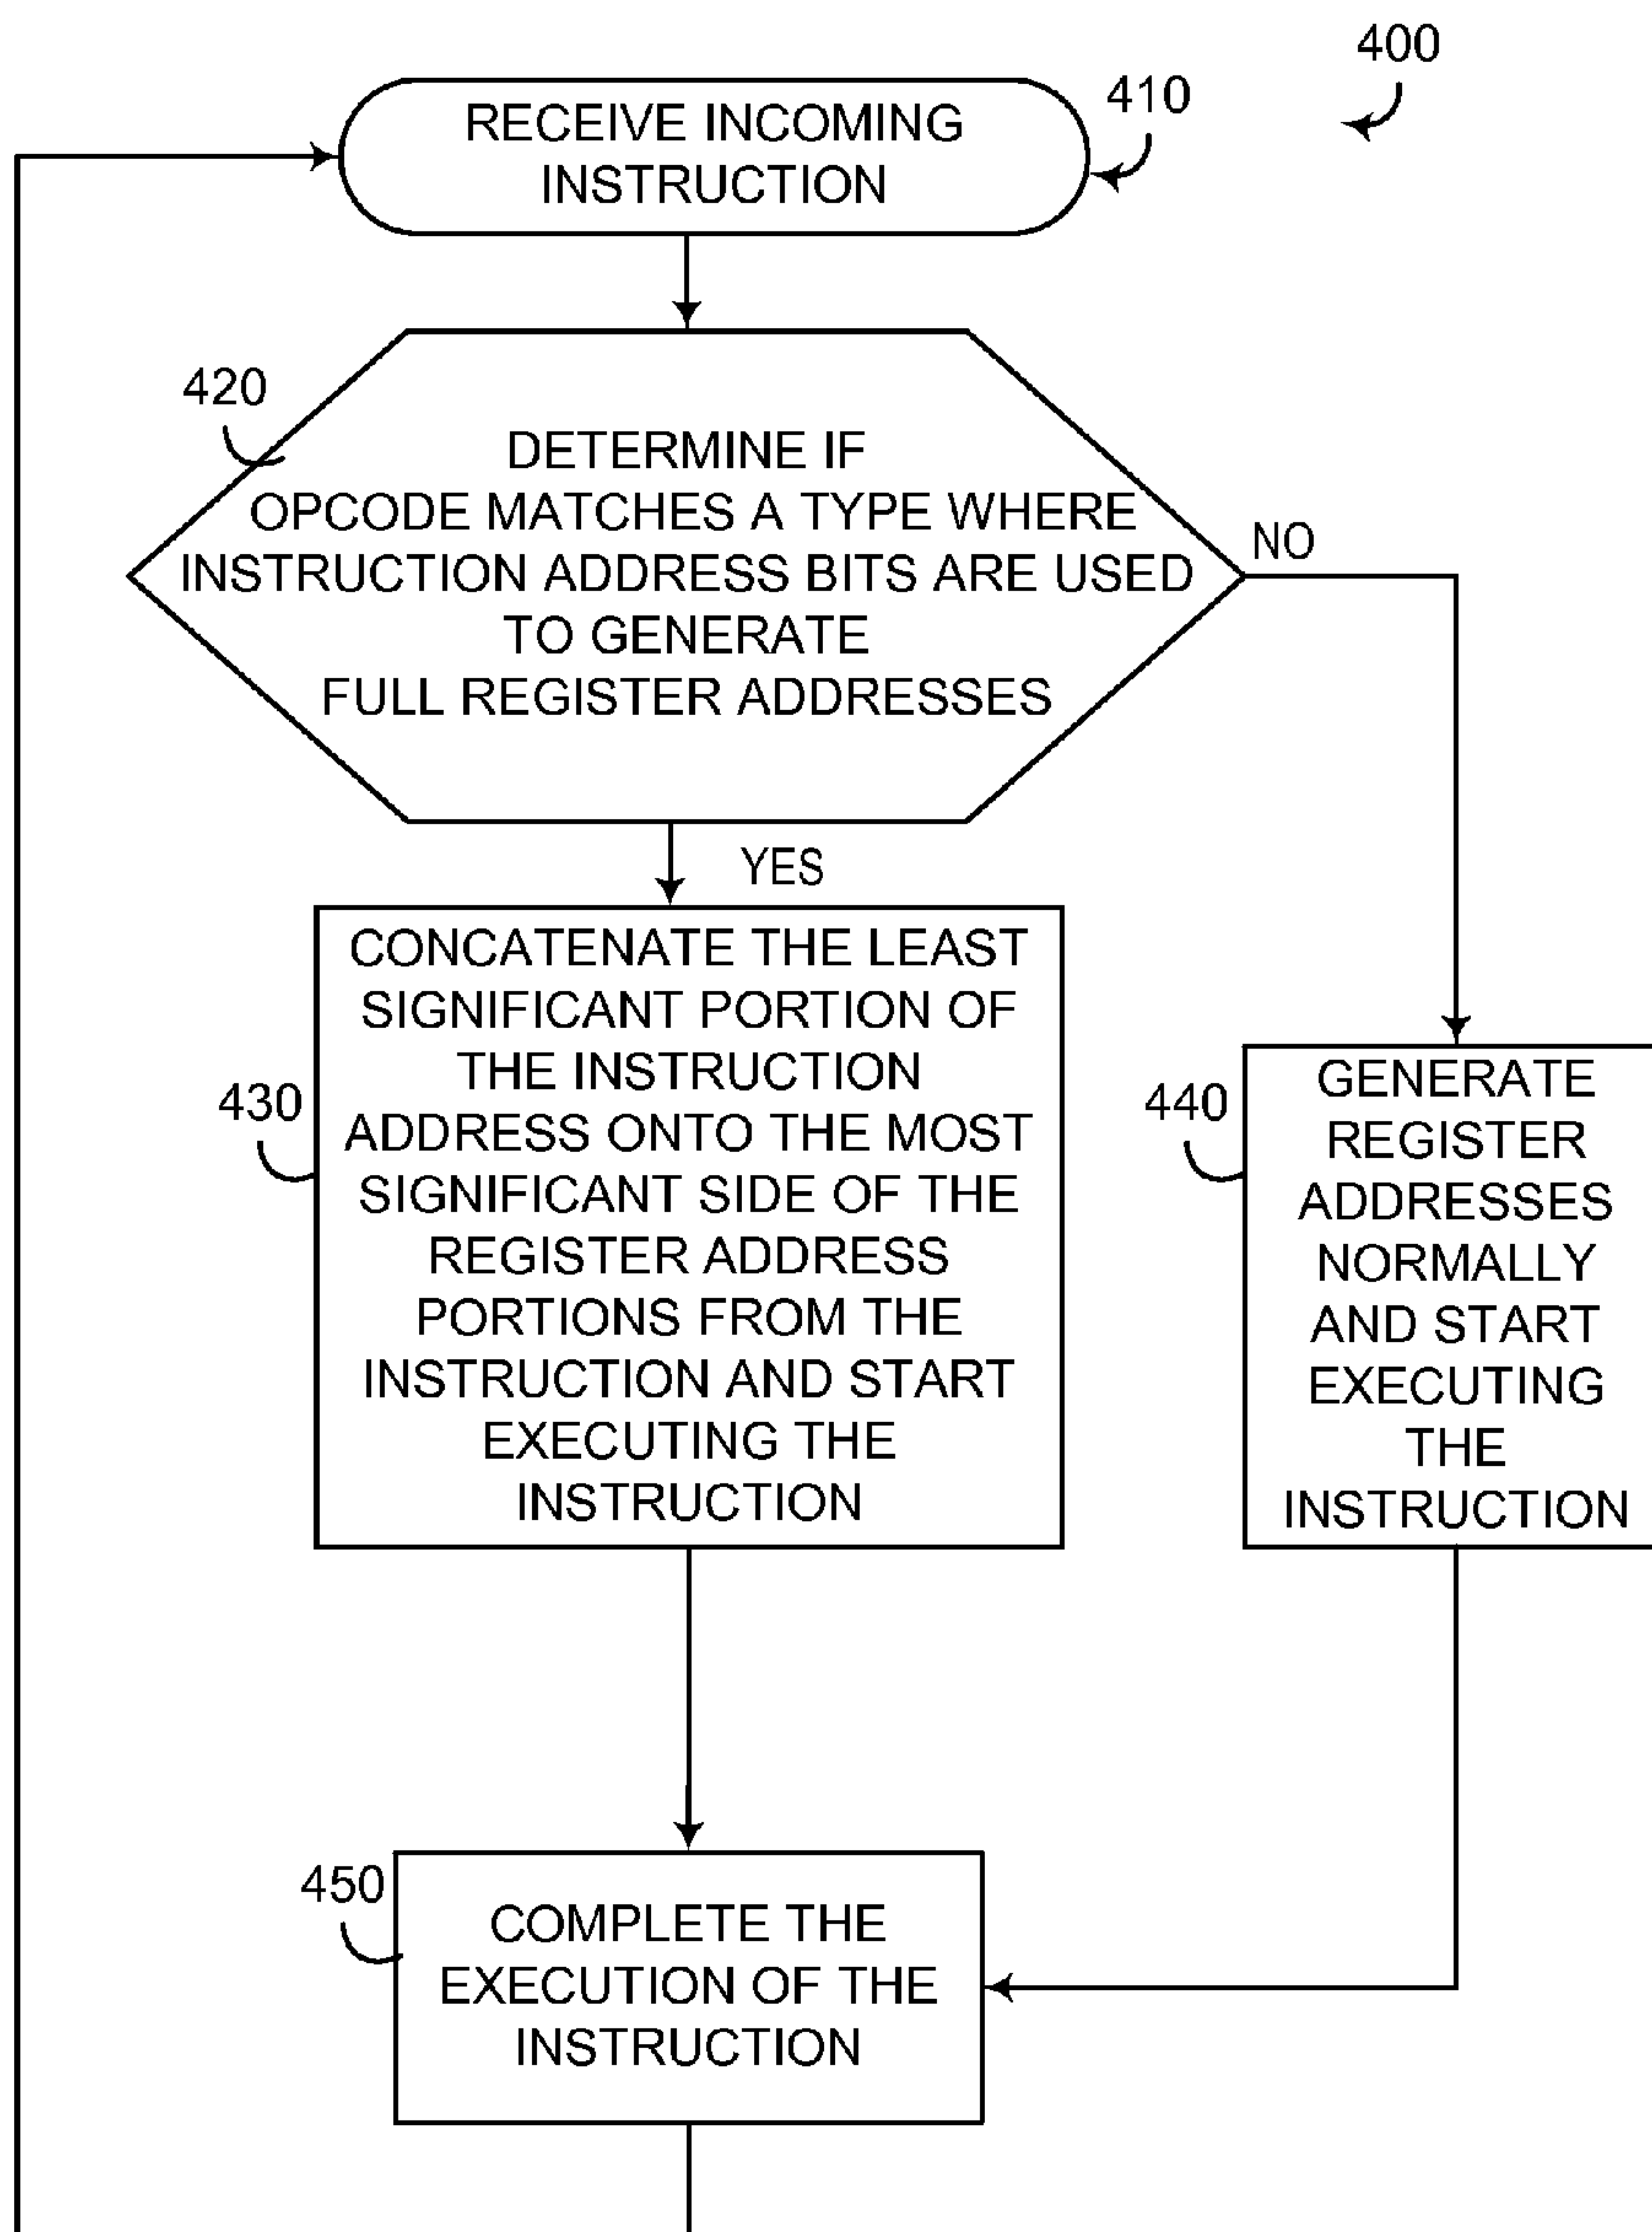 400
410
RECEIVE INCOMING
INSTRUCTION
420
DETERMINE IF
OPCODE MATCHES A TYPE WHERE
INSTRUCTION ADDRESS BITS ARE USED
TO GENERATE
FULL REGISTER ADDRESSES
NO
YES
430
CONCATENATE THE LEAST
SIGNIFICANT PORTION OF
THE INSTRUCTION
ADDRESS ONTO THE MOST
SIGNIFICANT SIDE OF THE
REGISTER ADDRESS
PORTIONS FROM THE
INSTRUCTION AND START
EXECUTING THE
INSTRUCTION
440
GENERATE
REGISTER
ADDRESSES
NORMALLY
AND START
EXECUTING
THE
INSTRUCTION
450
COMPLETE THE
EXECUTION OF THE
INSTRUCTION